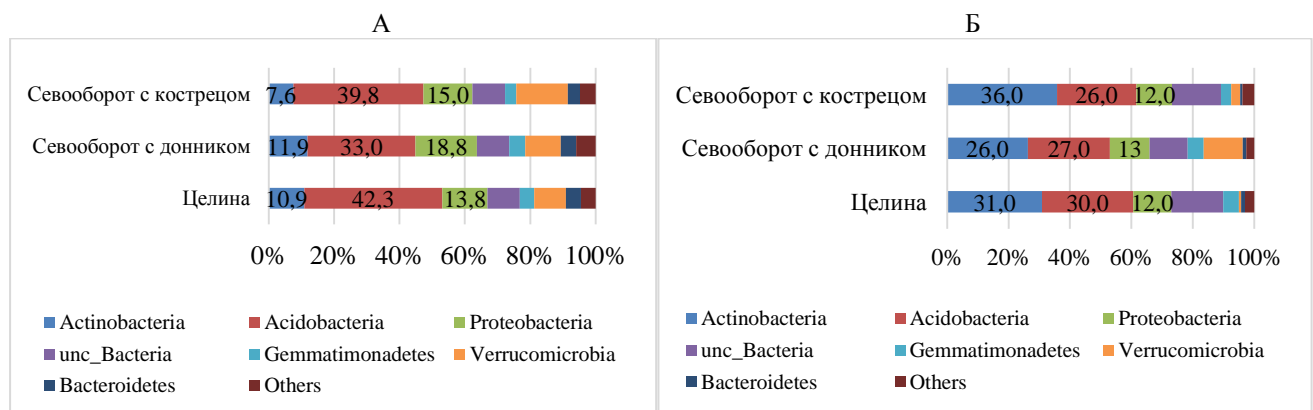 А
Севооборот с кострецом 7,6 39,8 15,0
Севооборот с донником 11,9 33,0 18,8
Целина 10,9 42,3 13,8
0% 20% 40% 60% 80% 100%
Actinobacteria Acidobacteria Proteobacteria
unc_Bacteria Gemmatimonadetes Verrucomicrobia
Bacteroidetes Others
Б
Севооборот с кострецом 36,0 26,0 12,0
Севооборот с донником 26,0 27,0 13
Целина 31,0 30,0 12,0
0% 20% 40% 60% 80% 100%
Actinobacteria Acidobacteria Proteobacteria
unc_Bacteria Gemmatimonadetes Verrucomicrobia
Bacteroidetes Others